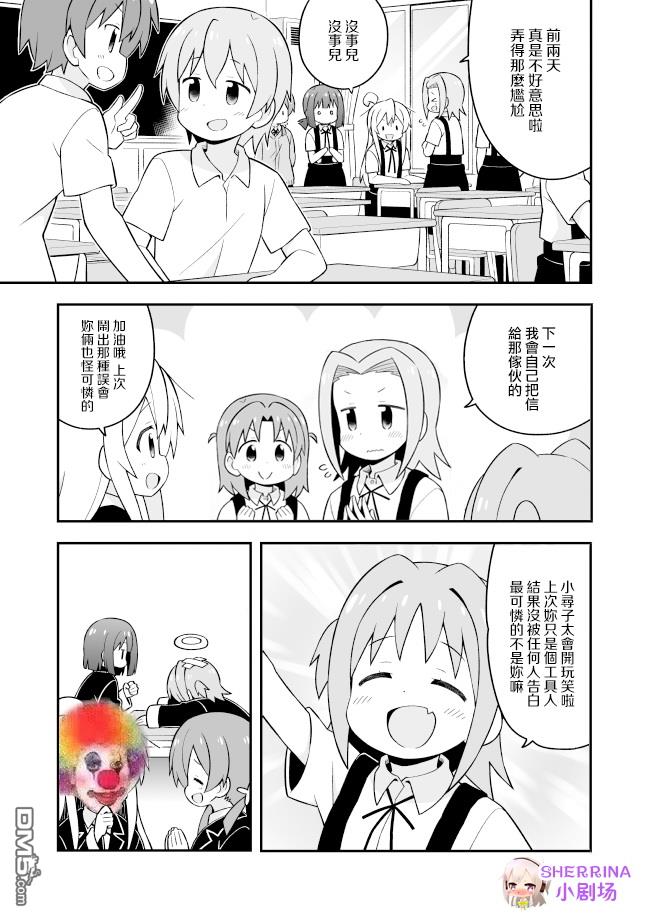 前兩天
真是不好意思啦
弄得那麼尷尬
沒事兒
沒事兒
下一次
我會自己把信
給那傢伙的
加油哦 上次
鬧出那種誤會
妳倆也怪可憐的
小尋子太會開玩笑啦
上次妳只是個工具人
結果沒被任何人告白
最可憐的不是妳嘛
DM5.com
SHERRINA
小剧场